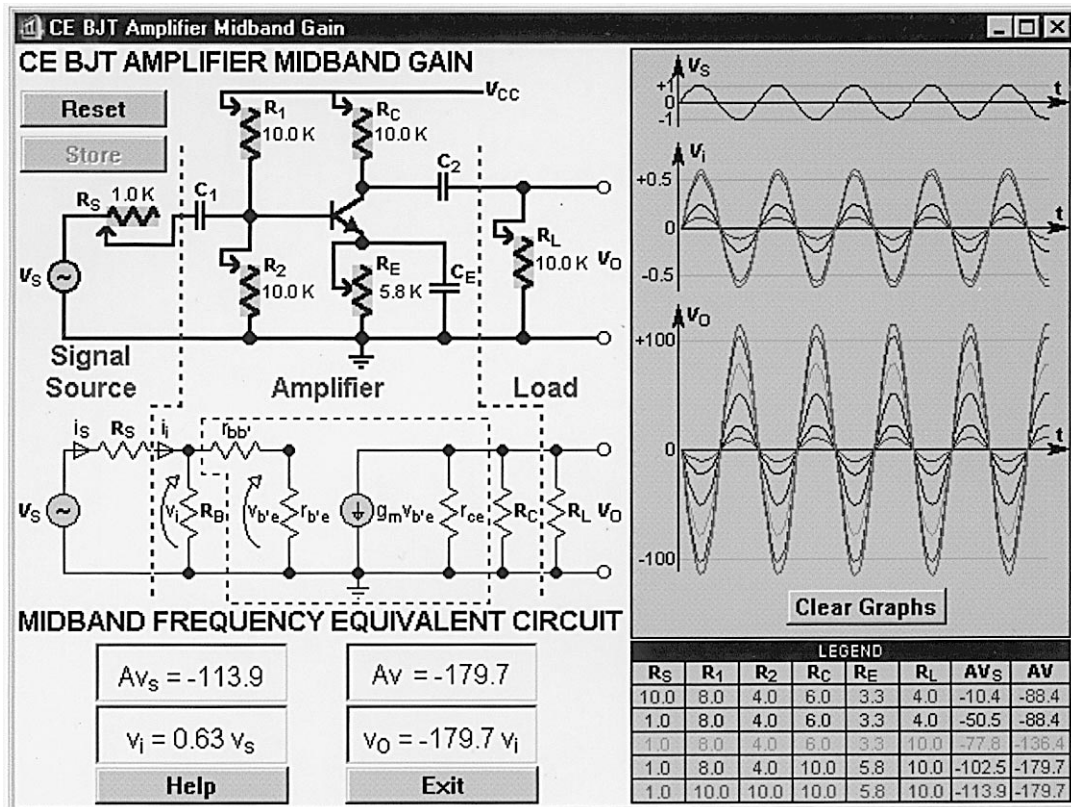 CE BJT Amplifier Midband Gain
CE BJT AMPLIFIER MIDBAND GAIN
Reset
Store
R1
10.0 K
RC
10.0 K
VCC
RS
1.0 K
C1
C2
VS
R2
10.0 K
RE
5.8 K
CE
RL
10.0 K
VO
Signal
Source
Amplifier
Load
iS
RS
ii
rbb'
VS
vi
RB
vb'e
rb'e
gmvb'e
rce
RC
RL
VO
MIDBAND FREQUENCY EQUIVALENT CIRCUIT
Avs = -113.9
Av = -179.7
vi = 0.63 vs
vO = -179.7 vi
Help
Exit
VS
+1
0
-1
t
Vi
+0.5
0
-0.5
t
VO
+100
0
-100
t
Clear Graphs
LEGEND
RS R1 R2 RC RE RL AVS AV
10.0 8.0 4.0 6.0 3.3 4.0 -10.4 -88.4
1.0 8.0 4.0 6.0 3.3 4.0 -50.5 -88.4
1.0 8.0 4.0 6.0 3.3 10.0 -77.8 -136.4
1.0 8.0 4.0 10.0 5.8 10.0 -102.5 -179.7
1.0 10.0 10.0 10.0 5.8 10.0 -113.9 -179.7